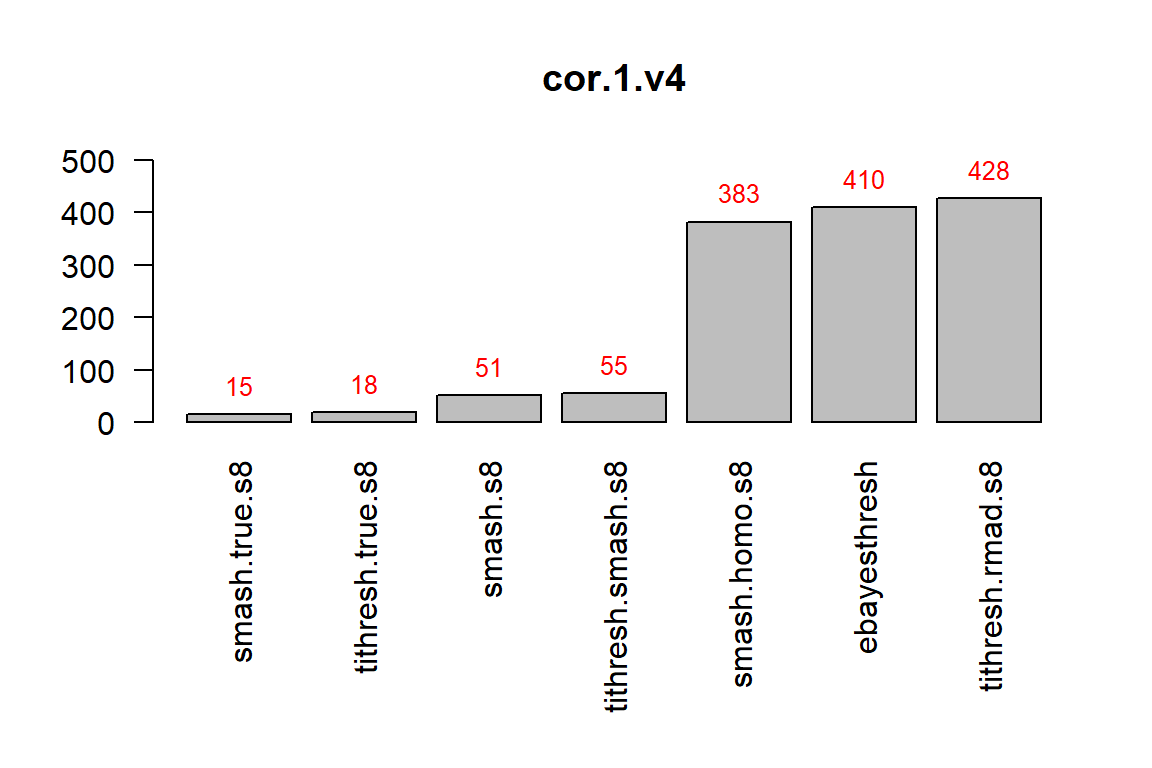 cor.1.v4
500
400
300
200
100
0
15
18
51
55
383
410
428
smash.true.s8
tithresh.true.s8
smash.s8
tithresh.smash.s8
smash.homo.s8
ebayesthresh
tithresh.rmad.s8